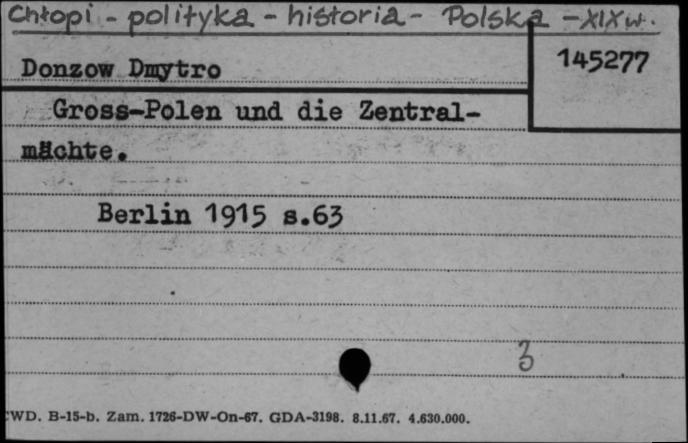 Chłopi - polityka - historia - Polska - XIX w.
145277
Donzow Dmytro
Gross-Polen und die Zentral-
mächte.
Berlin 1915 s.63
3
WD. B-15-b. Zam. 1726-DW-On-67. GDA-3198. 8.11.67. 4.630.000.